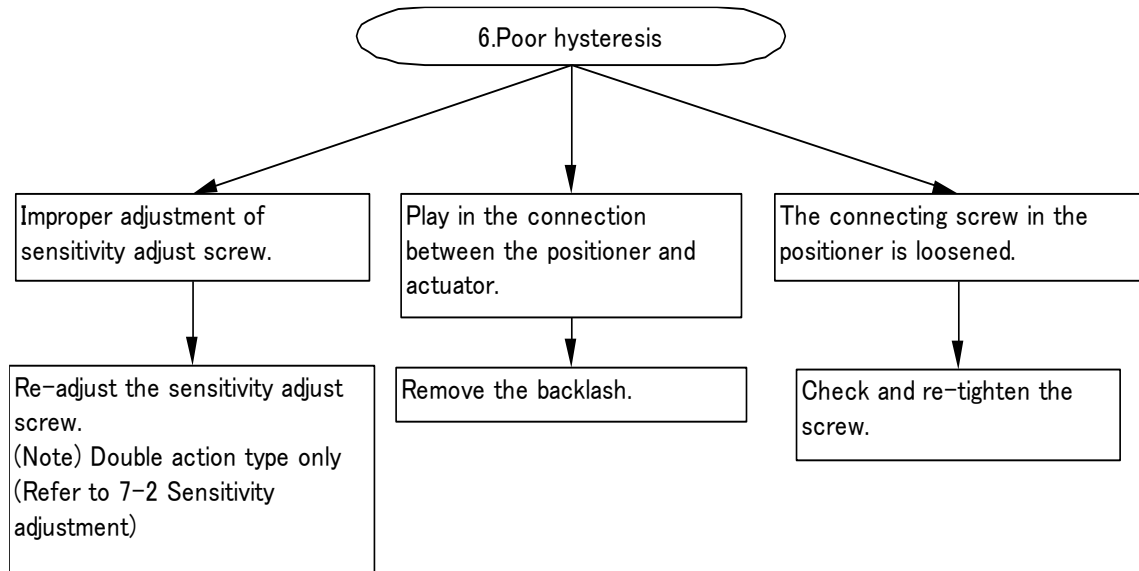 6.Poor hysteresis
Improper adjustment of
sensitivity adjust screw.
Play in the connection
between the positioner and
actuator.
The connecting screw in the
positioner is loosened.
Re-adjust the sensitivity adjust
screw.
(Note) Double action type only
(Refer to 7-2 Sensitivity
adjustment)
Remove the backlash.
Check and re-tighten the
screw.